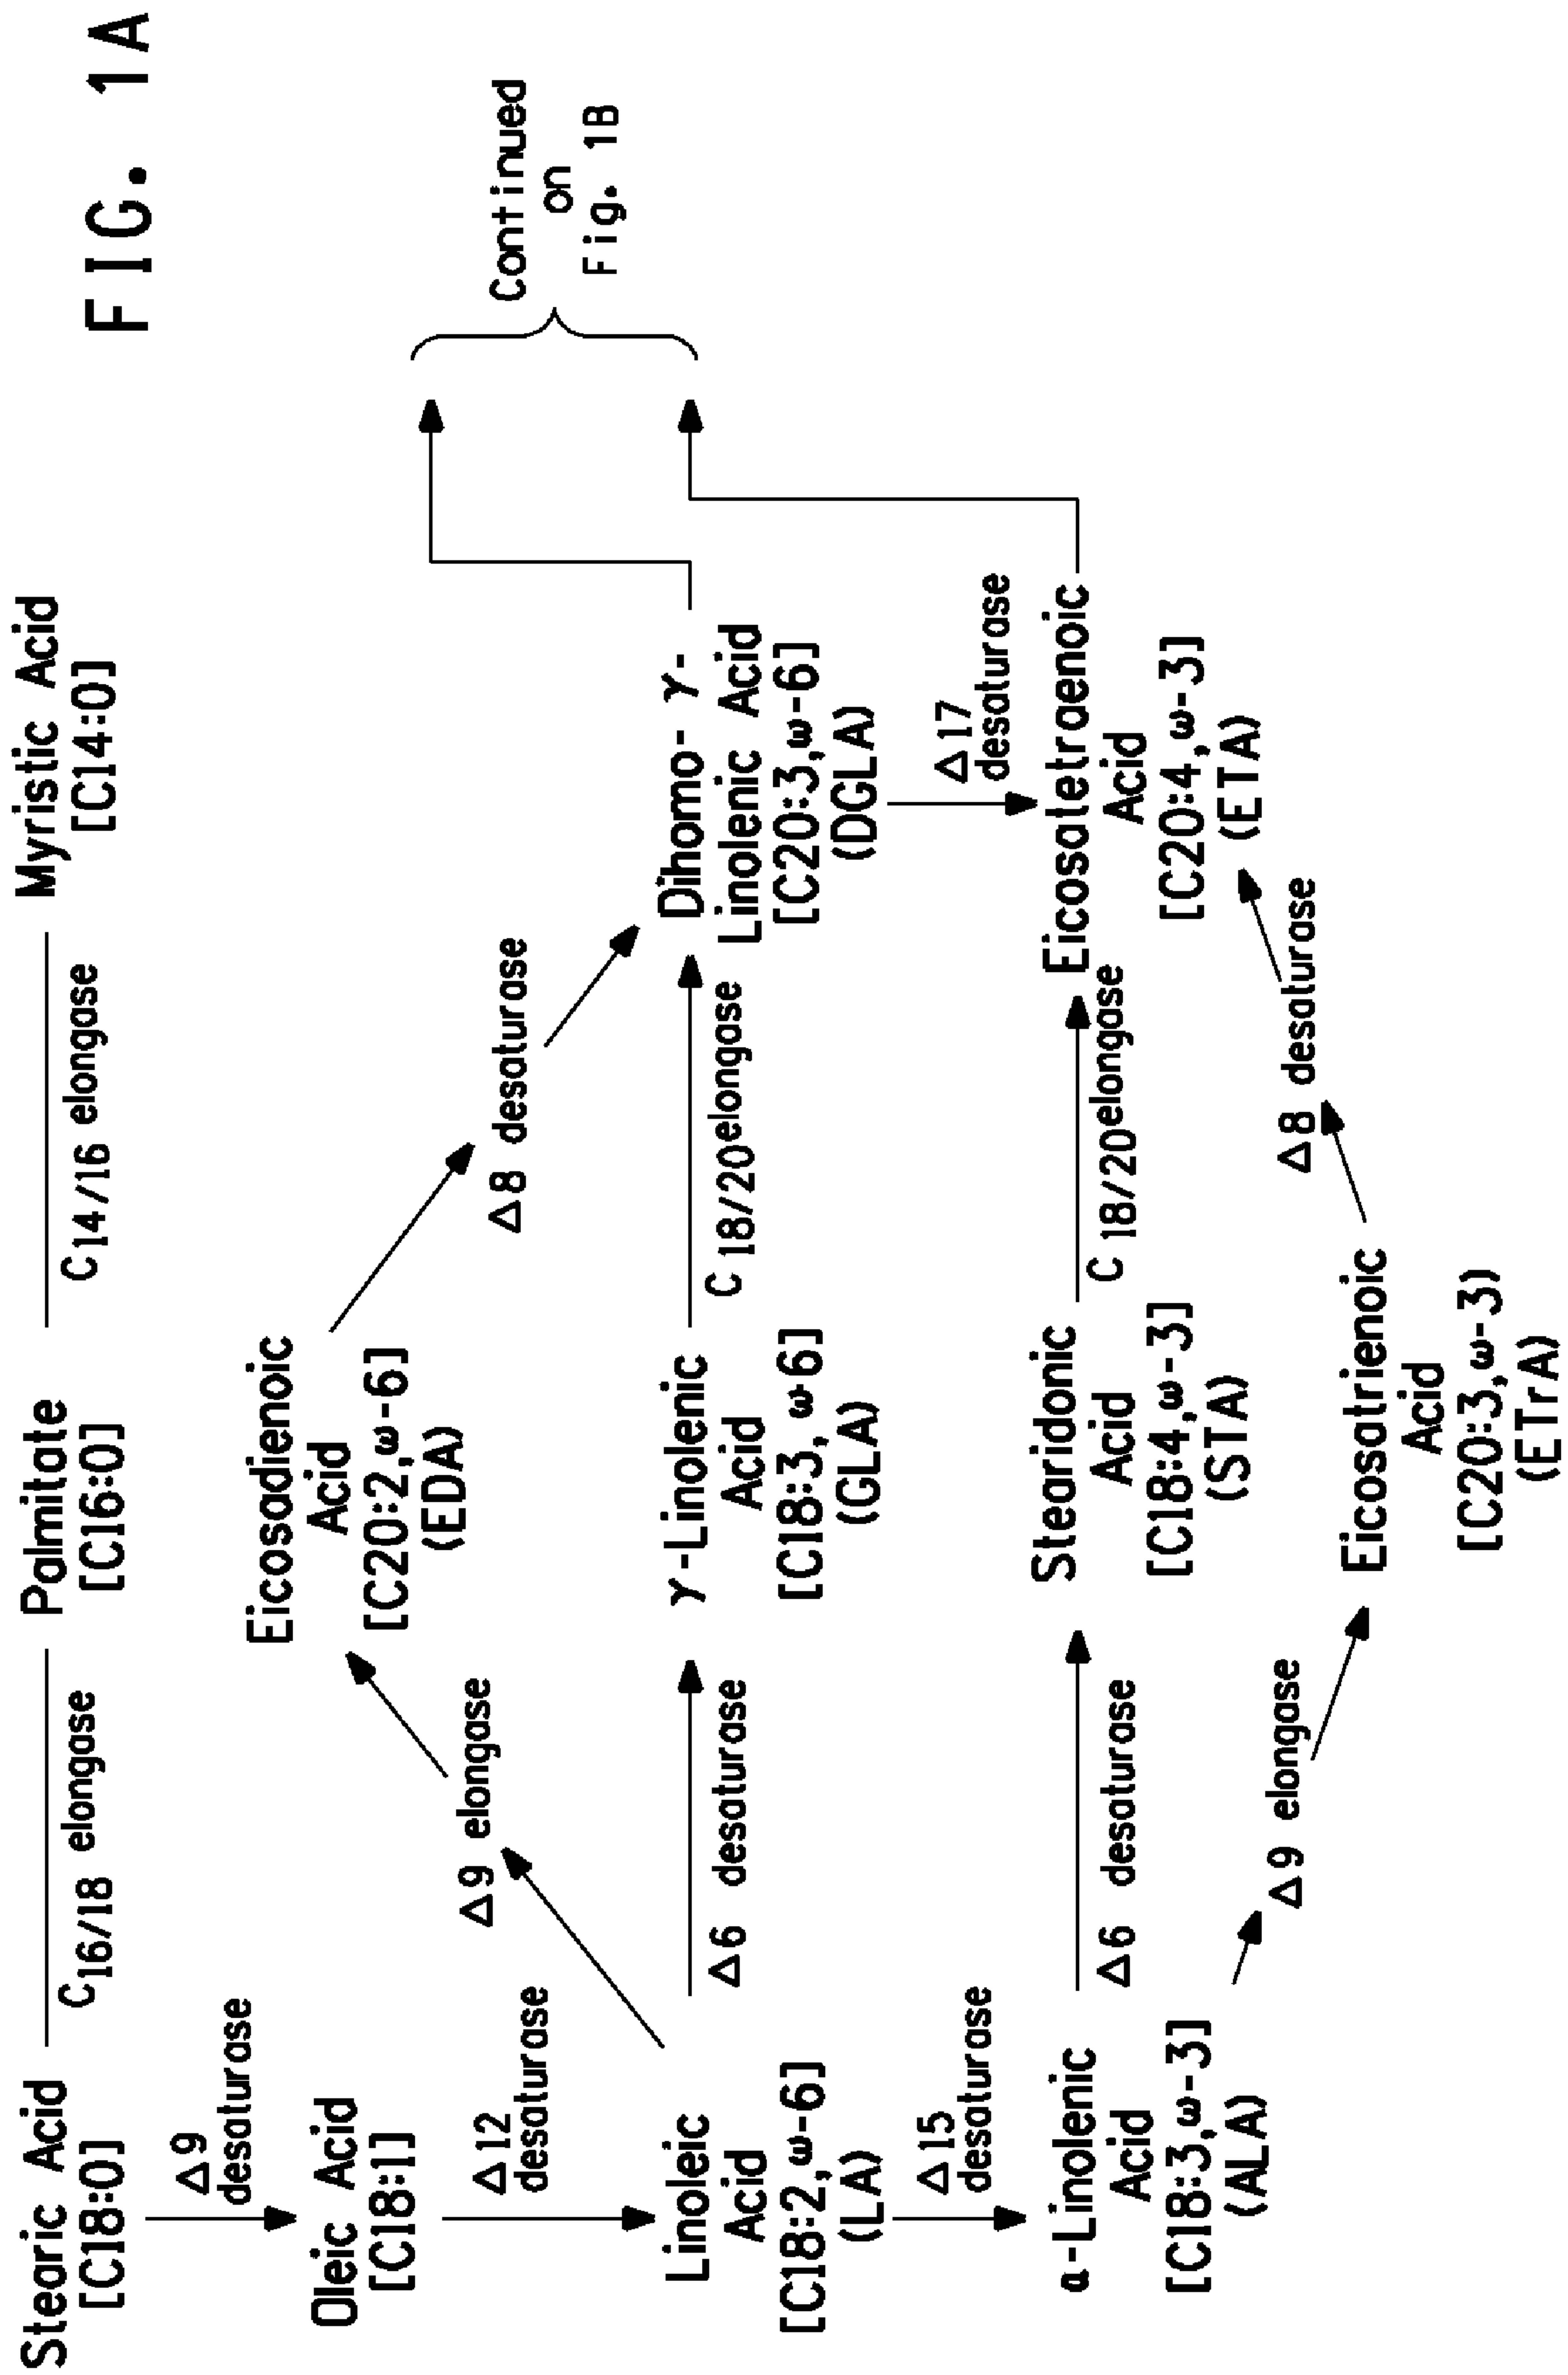 FIG. 1A
Stearic Acid
[C18:0]
C16/18 elongase
Palmitate
[C16:0]
C14/16 elongase
Myristic Acid
[C14:0]
Δ9
desaturase
Oleic Acid
[C18:1]
Δ12
desaturase
Δ9 elongase
Eicosadienoic
Acid
[C20:2,ω-6]
(EDA)
Δ8 desaturase
Continued
on
Fig. 1B
Linoleic
Acid
[C18:2,ω-6]
(LA)
Δ6 desaturase
γ-Linolenic
Acid
[C18:3, ω-6]
(GLA)
C18/20elongase
Dihomo- γ-
Linolenic Acid
[C20:3,ω-6]
(DGLA)
Δ15
desaturase
Δ17
desaturase
α-Linolenic
Acid
[C18:3,ω-3]
(ALA)
Δ6 desaturase
Stearidonic
Acid
[C18:4,ω-3]
(STA)
C18/20elongase
Eicosatetraenoic
Acid
[C20:4,ω-3]
(ETA)
Δ9 elongase
Eicosatrienoic
Acid
[C20:3,ω-3)
(ETrA)
Δ8 desaturase